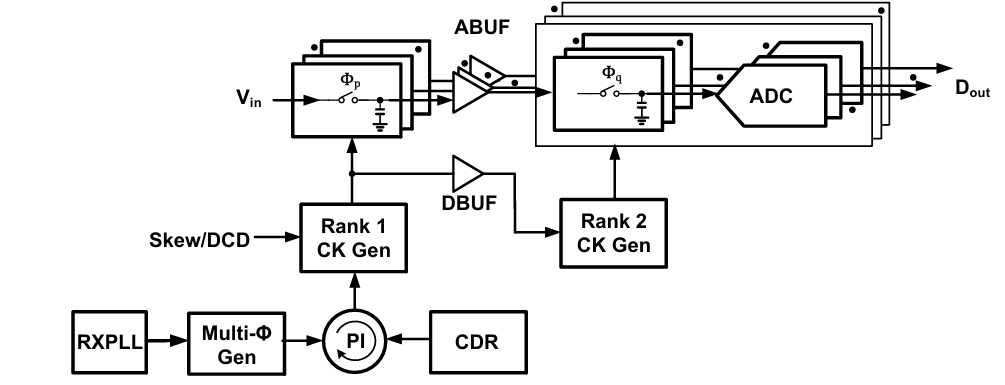 ABUF
Φp
Φq
Vin
ADC
Dout
DBUF
Rank 1
CK Gen
Rank 2
CK Gen
Skew/DCD
RXPLL
Multi-Φ
Gen
PI
CDR